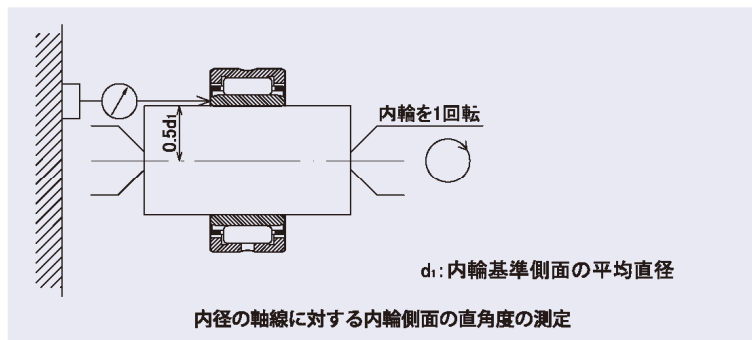 内輪を1回転
0.5d₁
d₁:内輪基準側面の平均直径
内径の軸線に対する内輪側面の直角度の測定